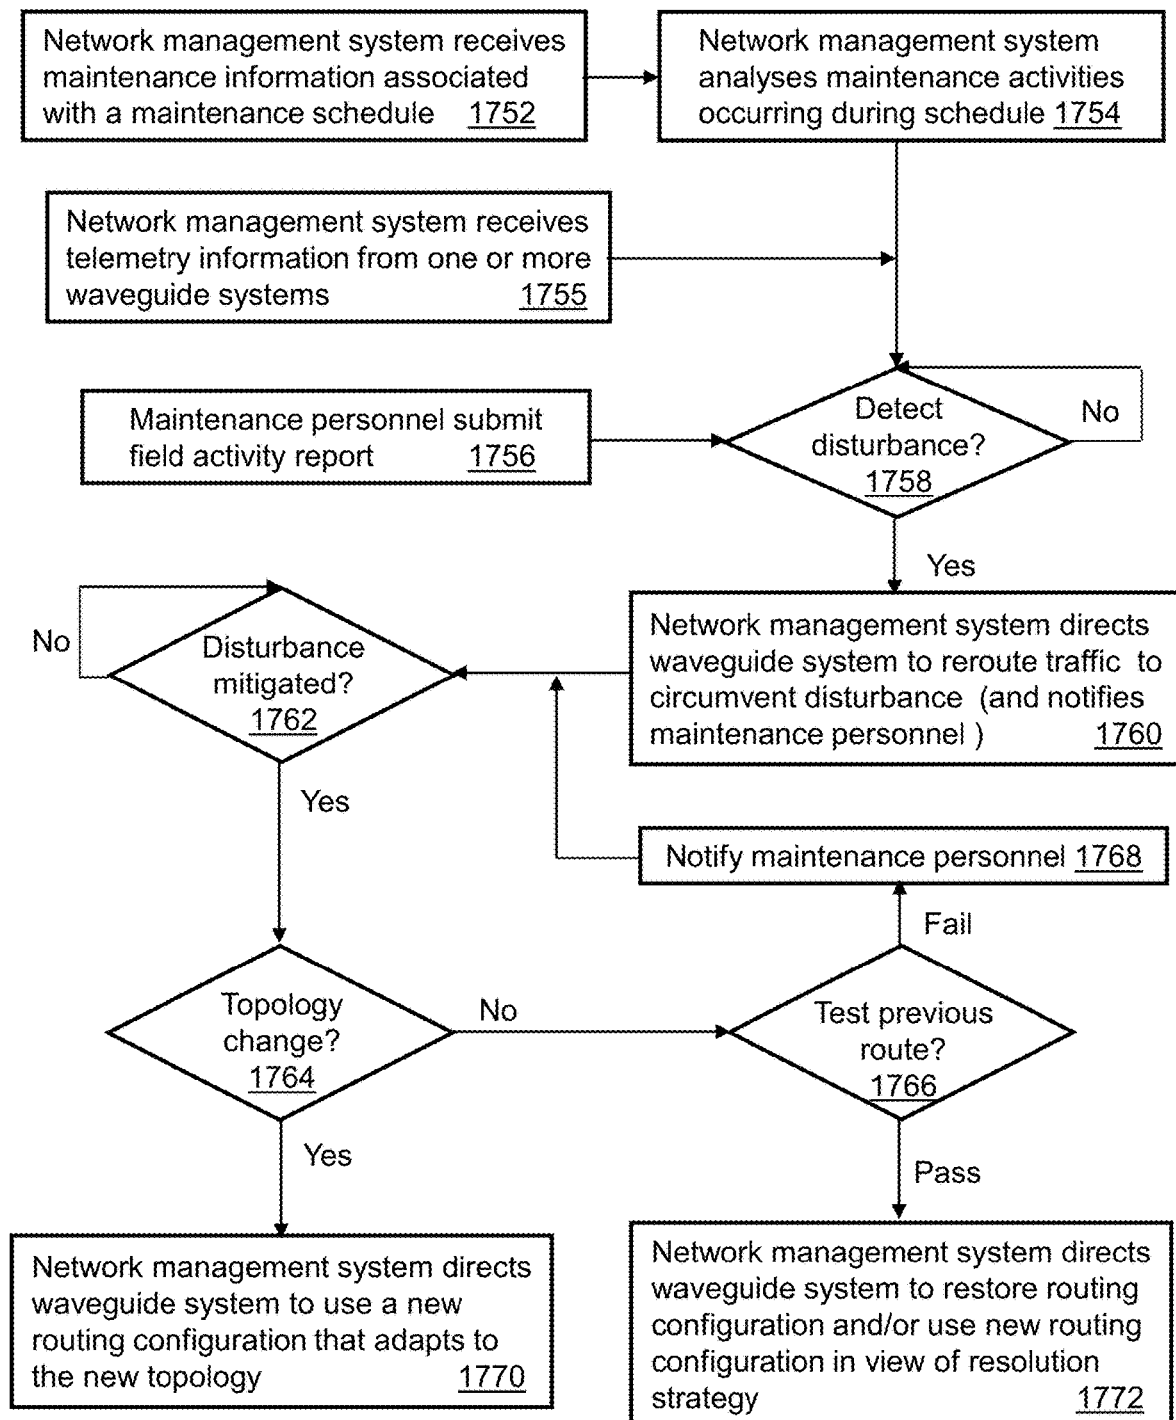 Network management system receives
maintenance information associated
with a maintenance schedule 1752
Network management system
analyses maintenance activities
occurring during schedule 1754
Network management system receives
telemetry information from one or more
waveguide systems 1755
Maintenance personnel submit
field activity report 1756
Detect
disturbance?
1758
No
Yes
Network management system directs
waveguide system to reroute traffic to
circumvent disturbance (and notifies
maintenance personnel ) 1760
No
Disturbance
mitigated?
1762
Yes
Notify maintenance personnel 1768
Fail
Topology
change?
1764
No
Test previous
route?
1766
Yes
Pass
Network management system directs
waveguide system to use a new
routing configuration that adapts to
the new topology 1770
Network management system directs
waveguide system to restore routing
configuration and/or use new routing
configuration in view of resolution
strategy 1772